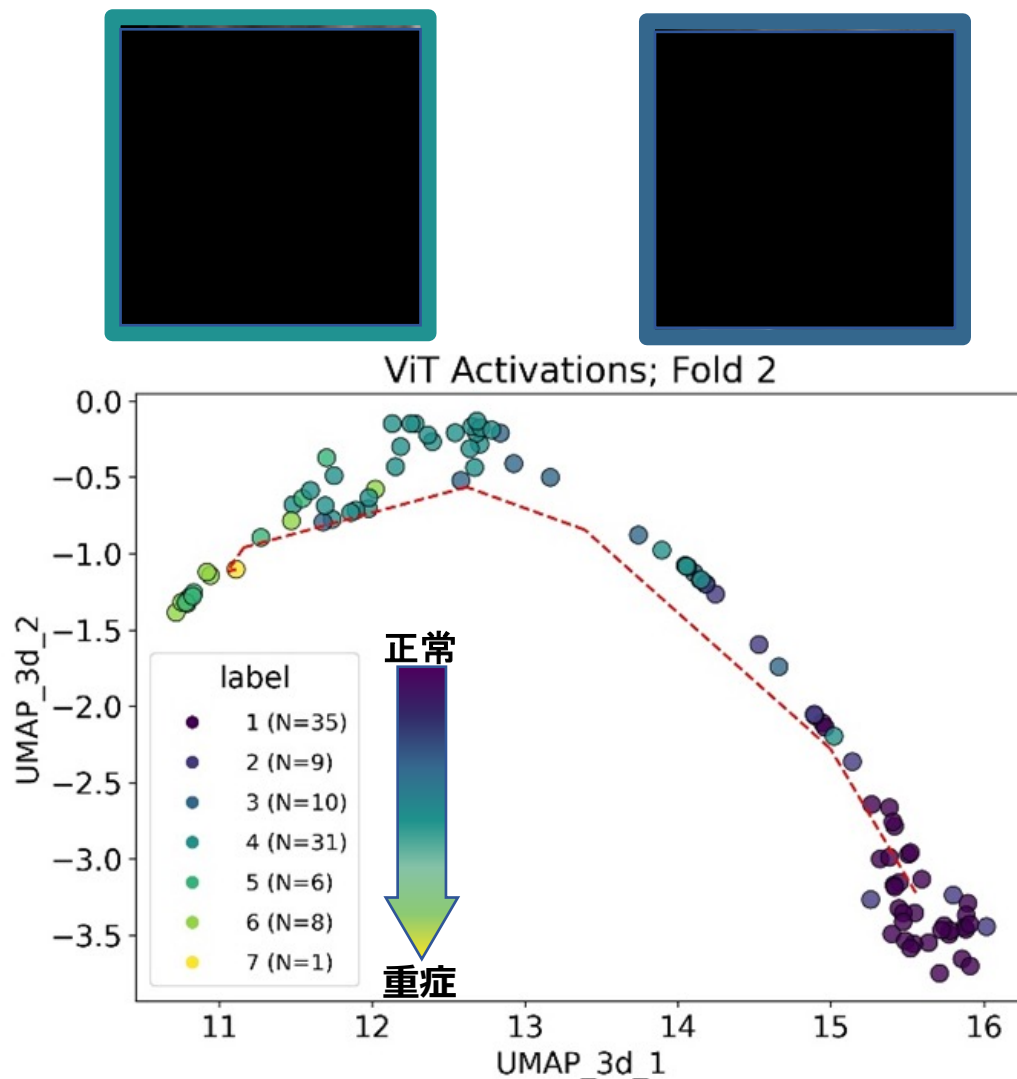 ViT Activations; Fold 2
UMAP_3d_2
0.0
−0.5
−1.0
−1.5
−2.0
−2.5
−3.0
−3.5
正常
重症
label
1 (N=35)
2 (N=9)
3 (N=10)
4 (N=31)
5 (N=6)
6 (N=8)
7 (N=1)
11 12 13 14 15 16
UMAP_3d_1